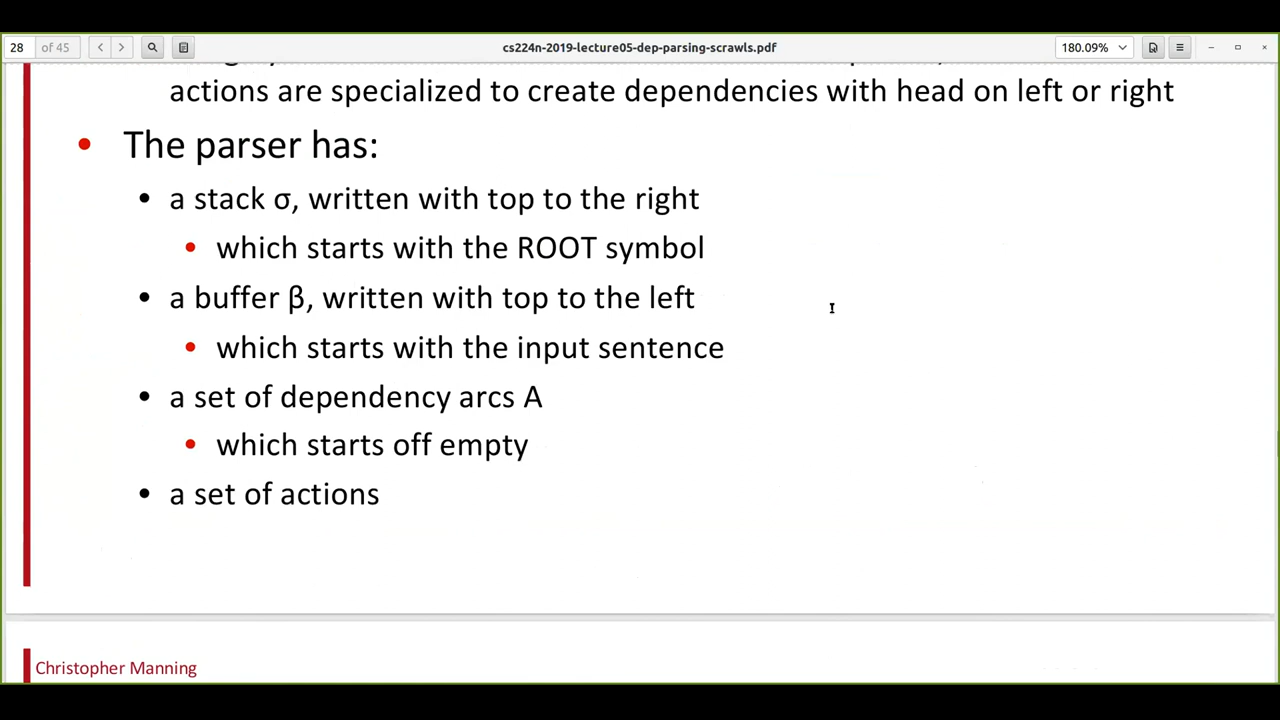 28 of 45
cs224n-2019-lecture05-dep-parsing-scrawls.pdf
180.09%
actions are specialized to create dependencies with head on left or right
• The parser has:
• a stack σ, written with top to the right
• which starts with the ROOT symbol
• a buffer β, written with top to the left
• which starts with the input sentence
• a set of dependency arcs A
• which starts off empty
• a set of actions
Christopher Manning